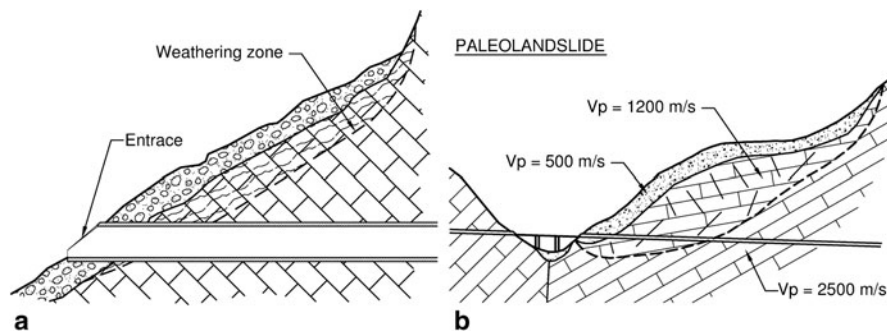 Weathering zone
Entrace
a
PALEOLANDSLIDE
Vp = 1200 m/s
Vp = 500 m/s
Vp = 2500 m/s
b